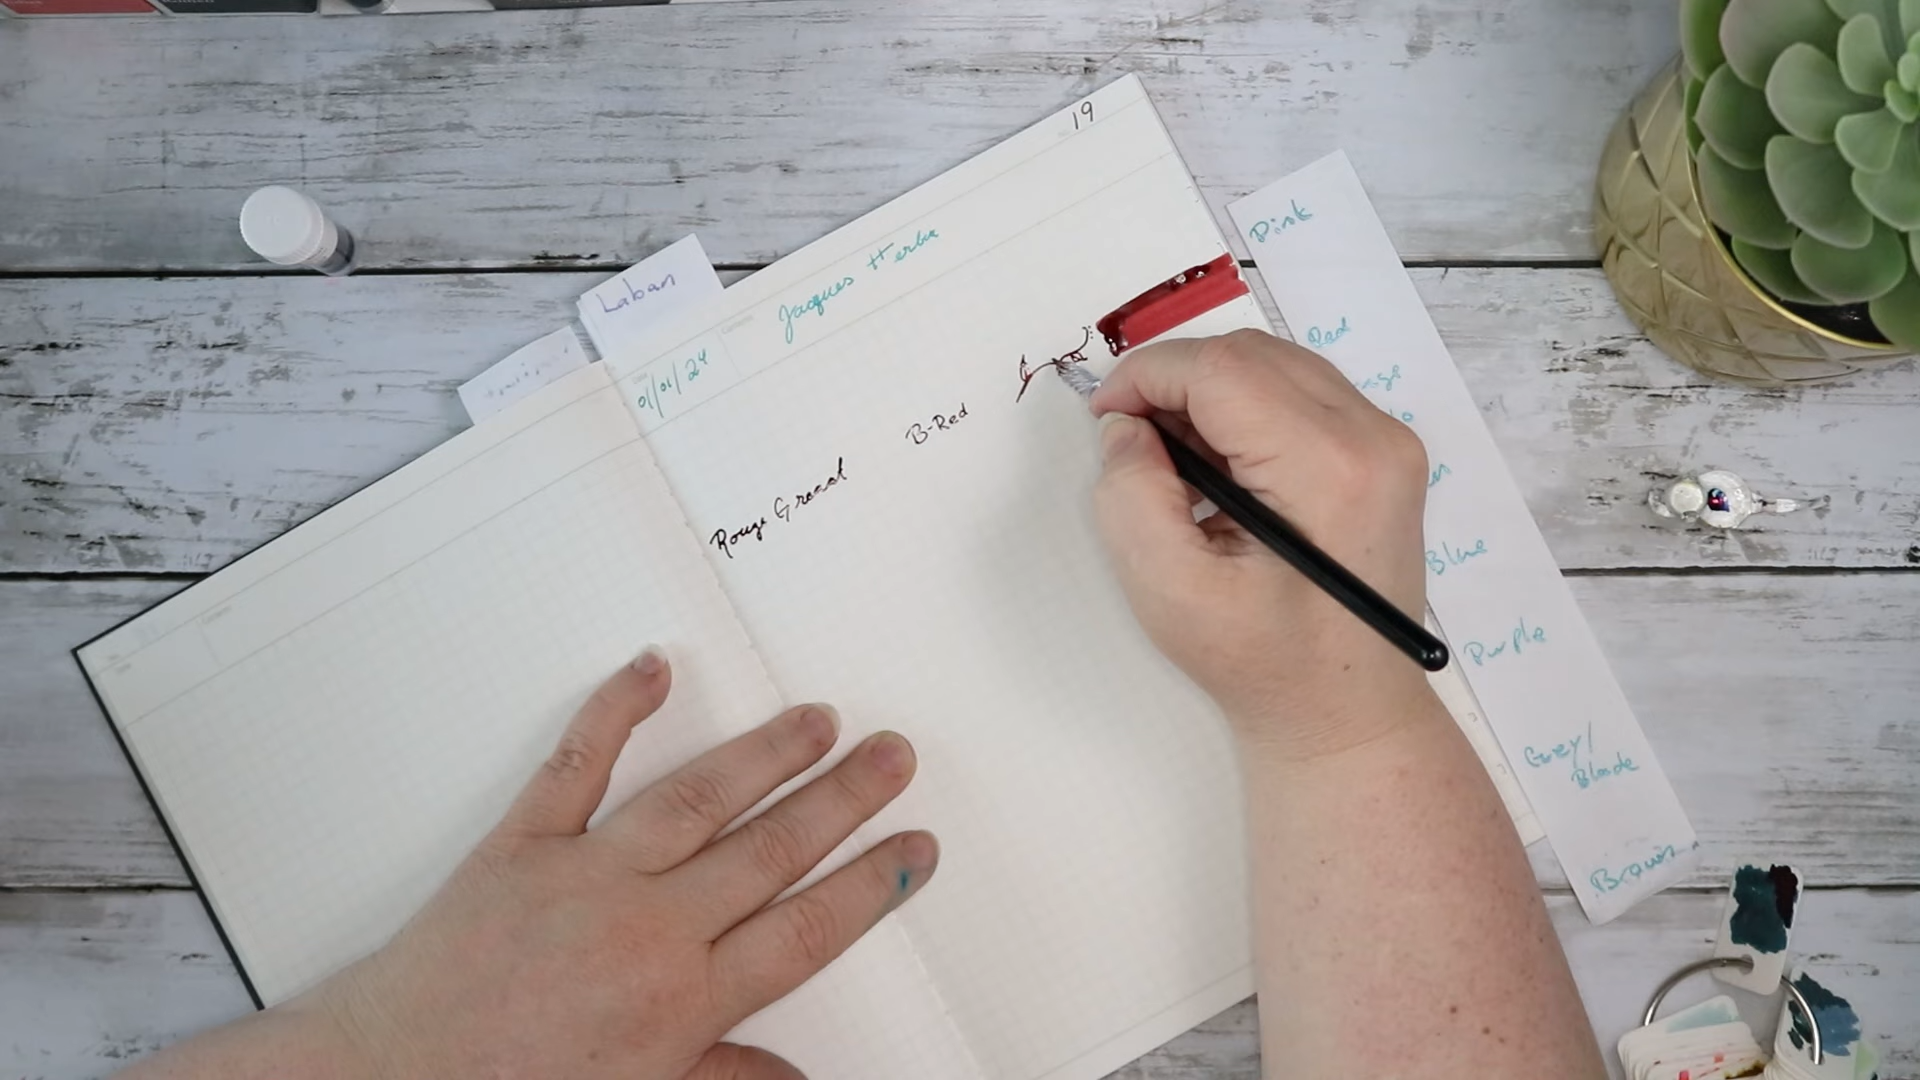 19
Laban
Jacques Herbin
01/01/24
B-Red
Rouge Grenat
Pink
Red
Blue
Purple
Grey/
Black
Brown